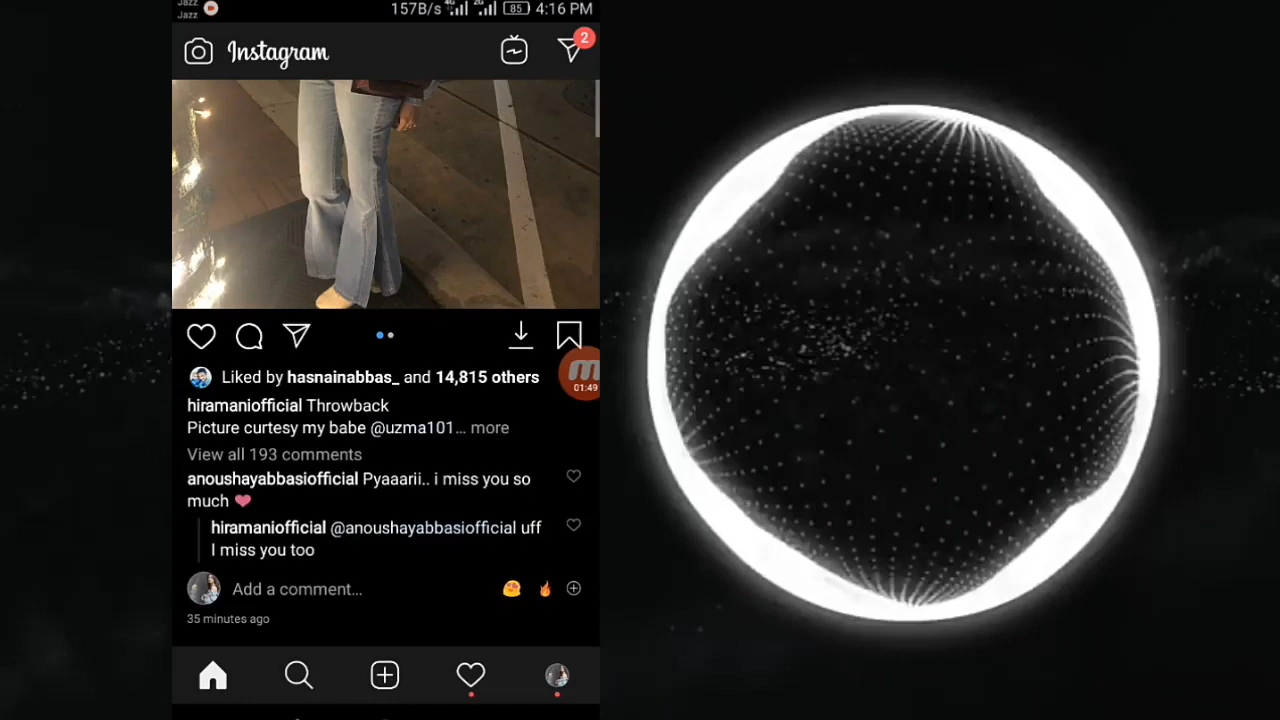 Jazz
Jazz
157B/s 4G 2G 85 4:16 PM
Instagram
2
Liked by hasnainabbas_ and 14,815 others
01:49
hiramaniofficial Throwback
Picture curtesy my babe @uzma101... more
View all 193 comments
anoushayabbasiofficial Pyaaarii.. i miss you so
much ❤
hiramaniofficial @anoushayabbasiofficial uff
I miss you too
Add a comment...
35 minutes ago